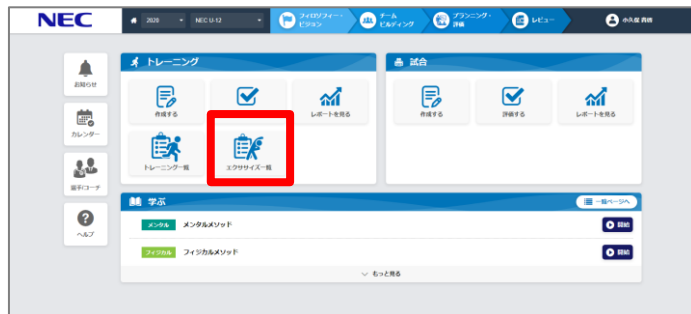 NEC
2020
NEC U-12
フィロソフィー・
ビジョン
チーム
ビルディング
プランニング・
評価
レビュー
お知らせ
カレンダー
選手/コーチ
ヘルプ
トレーニング
作成する
レポートを見る
トレーニング一覧
エクササイズ一覧
試合
作成する
評価する
レポートを見る
学ぶ
一覧ページへ
メンタル メンタルメソッド
開始
フィジカル フィジカルメソッド
開始
もっと見る